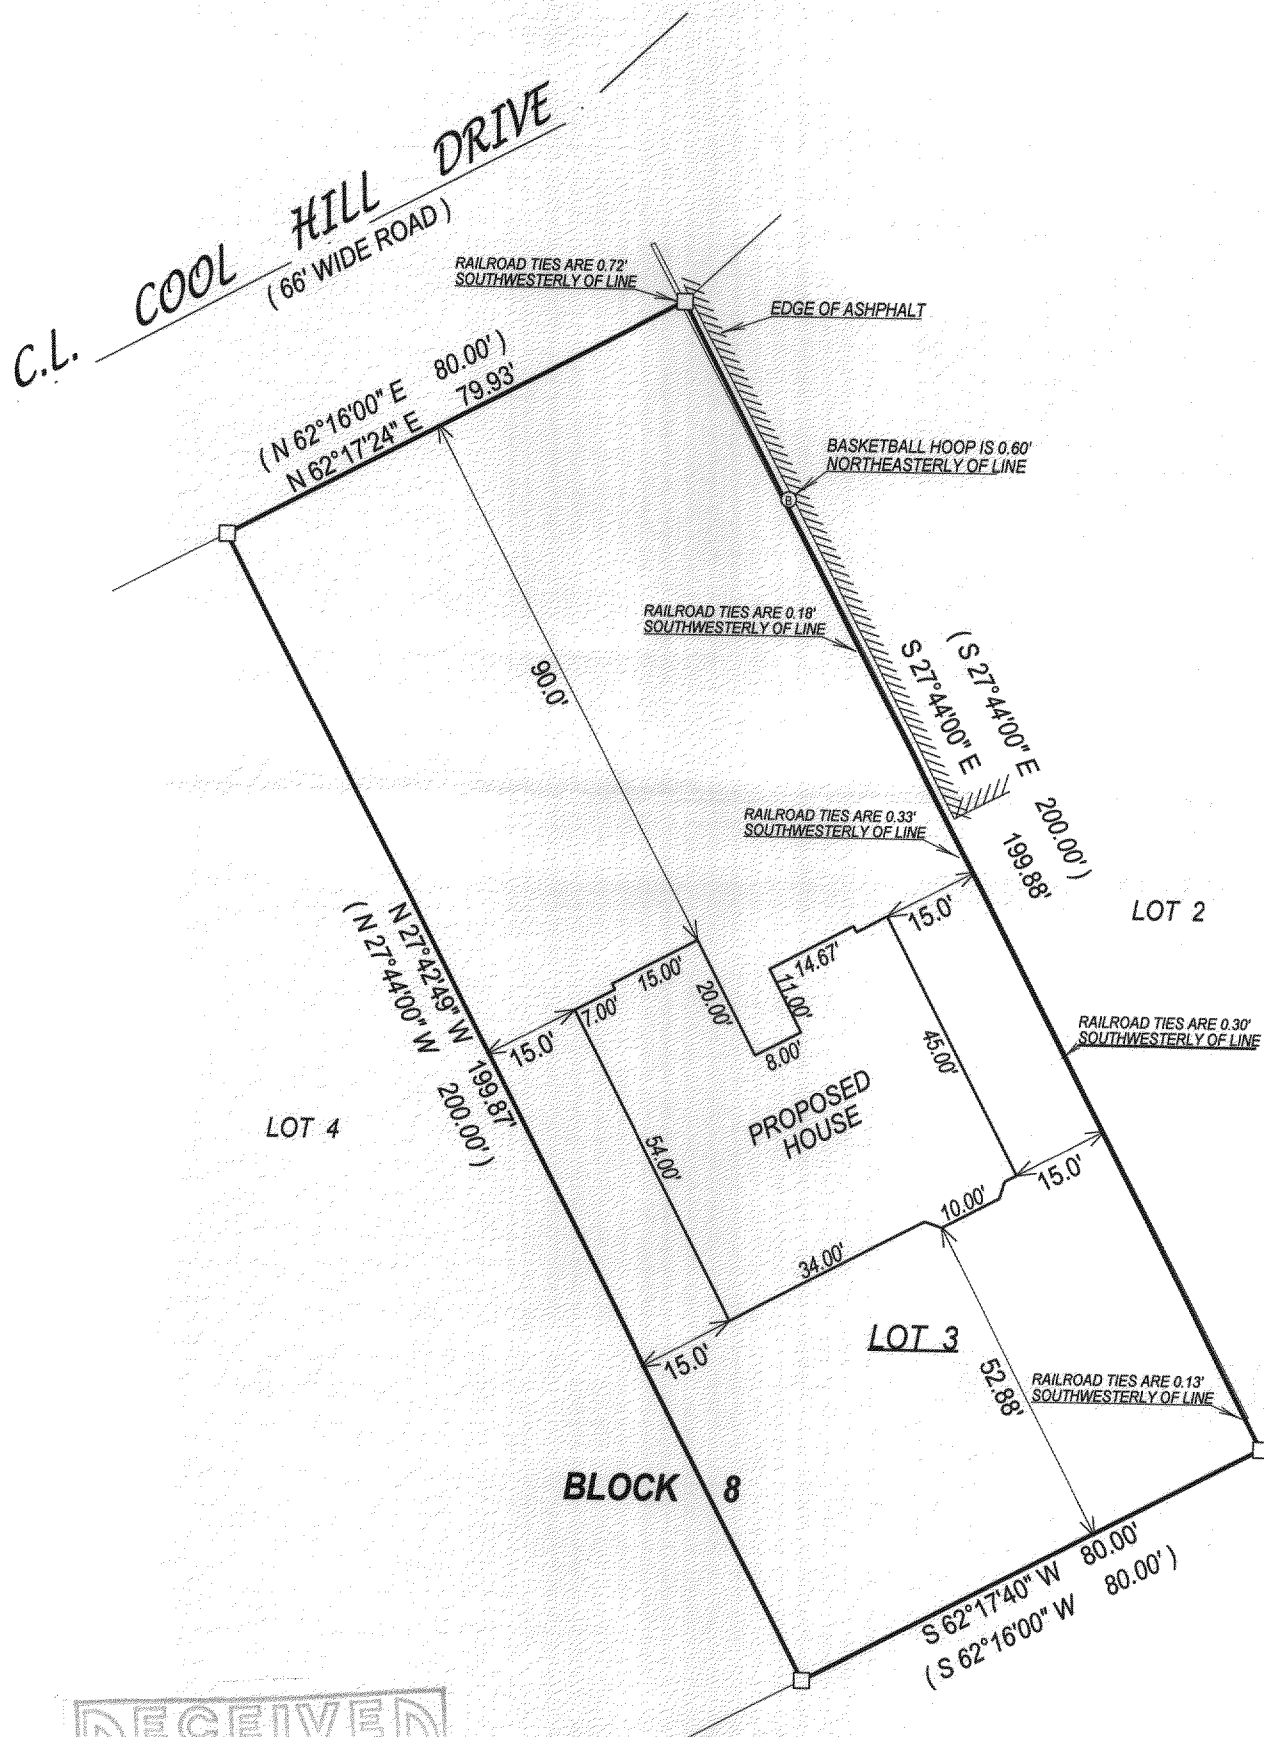 C.L. COOL HILL DRIVE
( 66' WIDE ROAD )
RAILROAD TIES ARE 0.72'
SOUTHWESTERLY OF LINE
EDGE OF ASHPHALT
( N 62°16'00" E 80.00' )
N 62°17'24" E 79.93'
BASKETBALL HOOP IS 0.60'
NORTHEASTERLY OF LINE
B
RAILROAD TIES ARE 0.18'
SOUTHWESTERLY OF LINE
90.0'
( S 27°44'00" E 200.00' )
S 27°44'00" E 199.88'
RAILROAD TIES ARE 0.33'
SOUTHWESTERLY OF LINE
LOT 2
15.0'
14.67'
15.00'
11.00'
20.00'
7.00'
8.00'
15.0'
N 27°42'49" W 199.87'
( N 27°44'00" W 200.00' )
RAILROAD TIES ARE 0.30'
SOUTHWESTERLY OF LINE
45.00'
LOT 4
PROPOSED
HOUSE
54.00'
15.0'
10.00'
34.00'
LOT 3
15.0'
52.88'
RAILROAD TIES ARE 0.13'
SOUTHWESTERLY OF LINE
BLOCK 8
S 62°17'40" W 80.00'
( S 62°16'00" W 80.00' )
RECEIVED